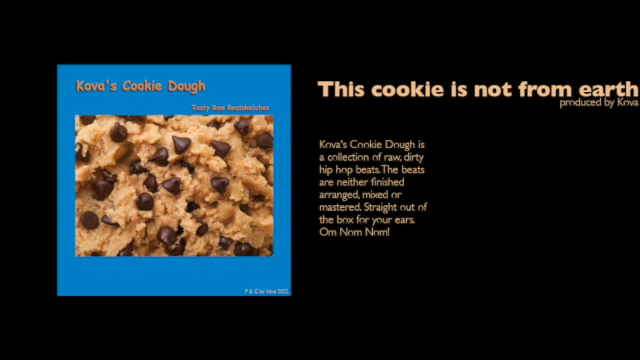 Kova's Cookie Dough
Tasty Raw Beatsketches
This cookie is not from earth
produced by Kova
Kova's Cookie Dough is
a collection of raw, dirty
hip hop beats.The beats
are neither finished
arranged, mixed or
mastered. Straight out of
the box for your ears.
Om Nom Nom!
P & C by Kova